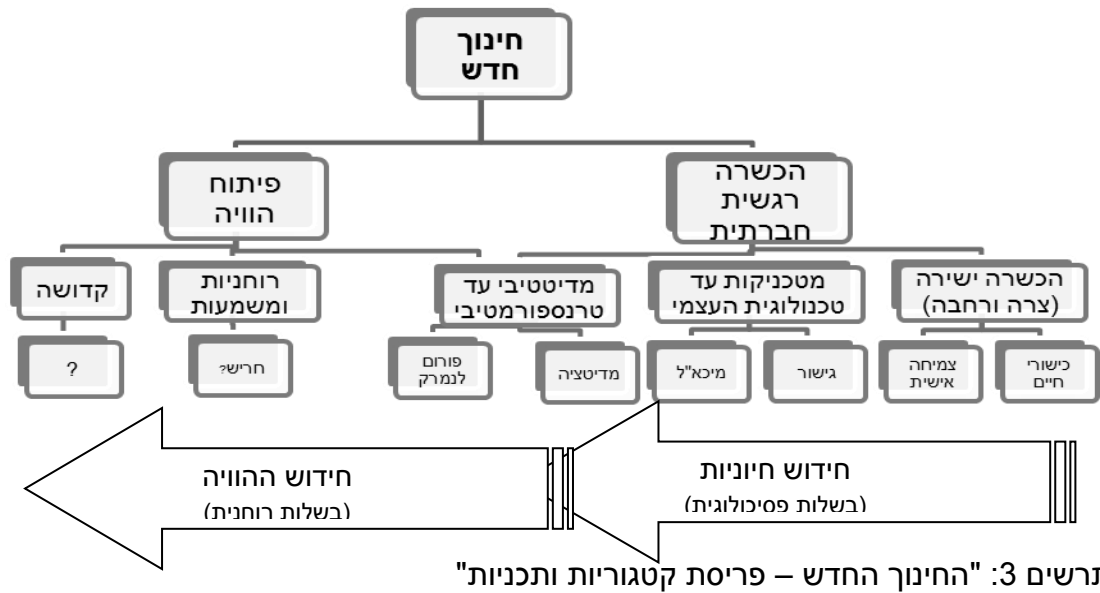 חינוך
חדש
הכשרה
רגשית
חברתית
פיתוח
הוויה
הכשרה ישירה
(צרה ורחבה)
מטכניקות עד
טכנולוגית העצמי
מדיטטיבי עד
טרנספורמטיבי
רוחניות
ומשמעות
קדושה
כישורי
חיים
צמיחה
אישית
גישור
מיכא"ל
מדיטציה
פורום
לנמרק
חריש?
?
חידוש חיוניות
(בשלות פסיכולוגית)
חידוש ההוויה
(בשלות רוחנית)
תרשים 3: "החינוך החדש – פריסת קטגוריות ותכניות"